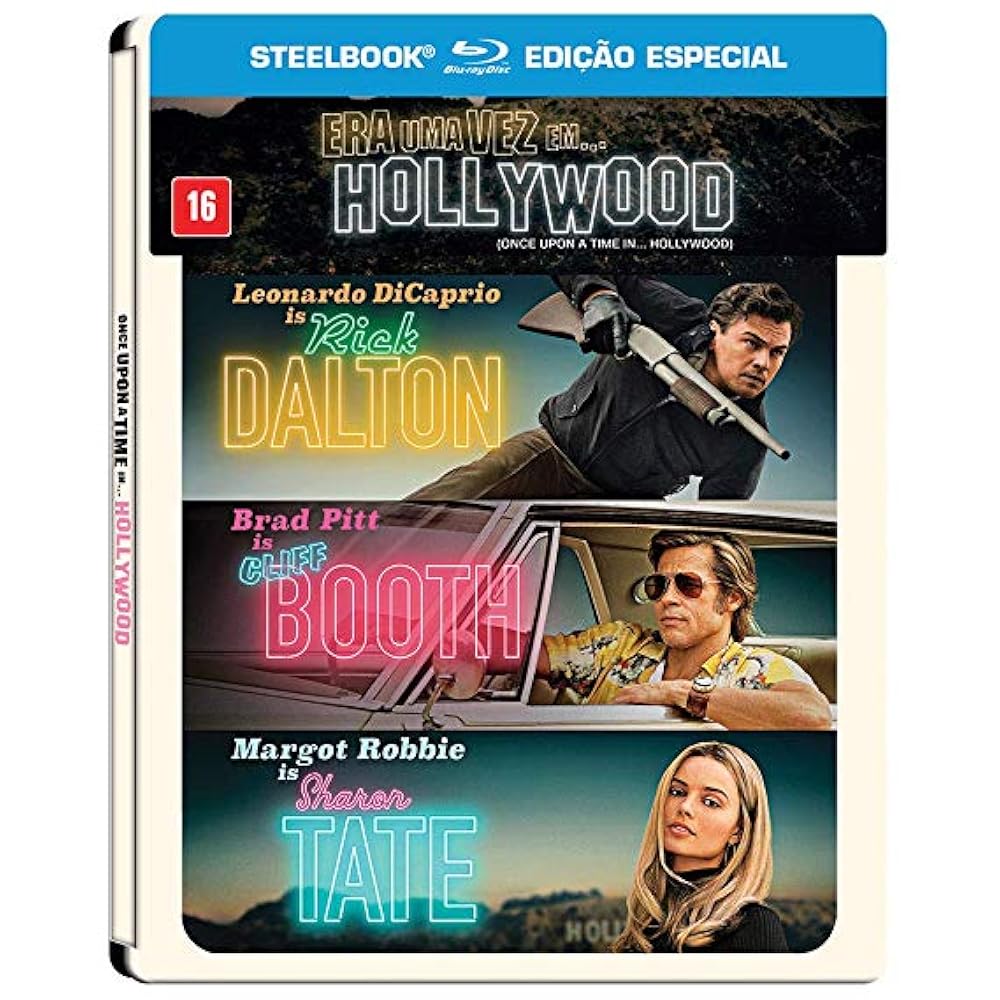 STEELBOOK® Blu-ray Disc EDIÇÃO ESPECIAL
ERA UMA VEZ EM...
HOLLYWOOD
(ONCE UPON A TIME IN... HOLLYWOOD)
16
Leonardo DiCaprio
is Rick
DALTON
Brad Pitt
is
CLIFF
BOOTH
Margot Robbie
is Sharon
TATE
HOLL
ONCE UPON A TIME IN... HOLLYWOOD